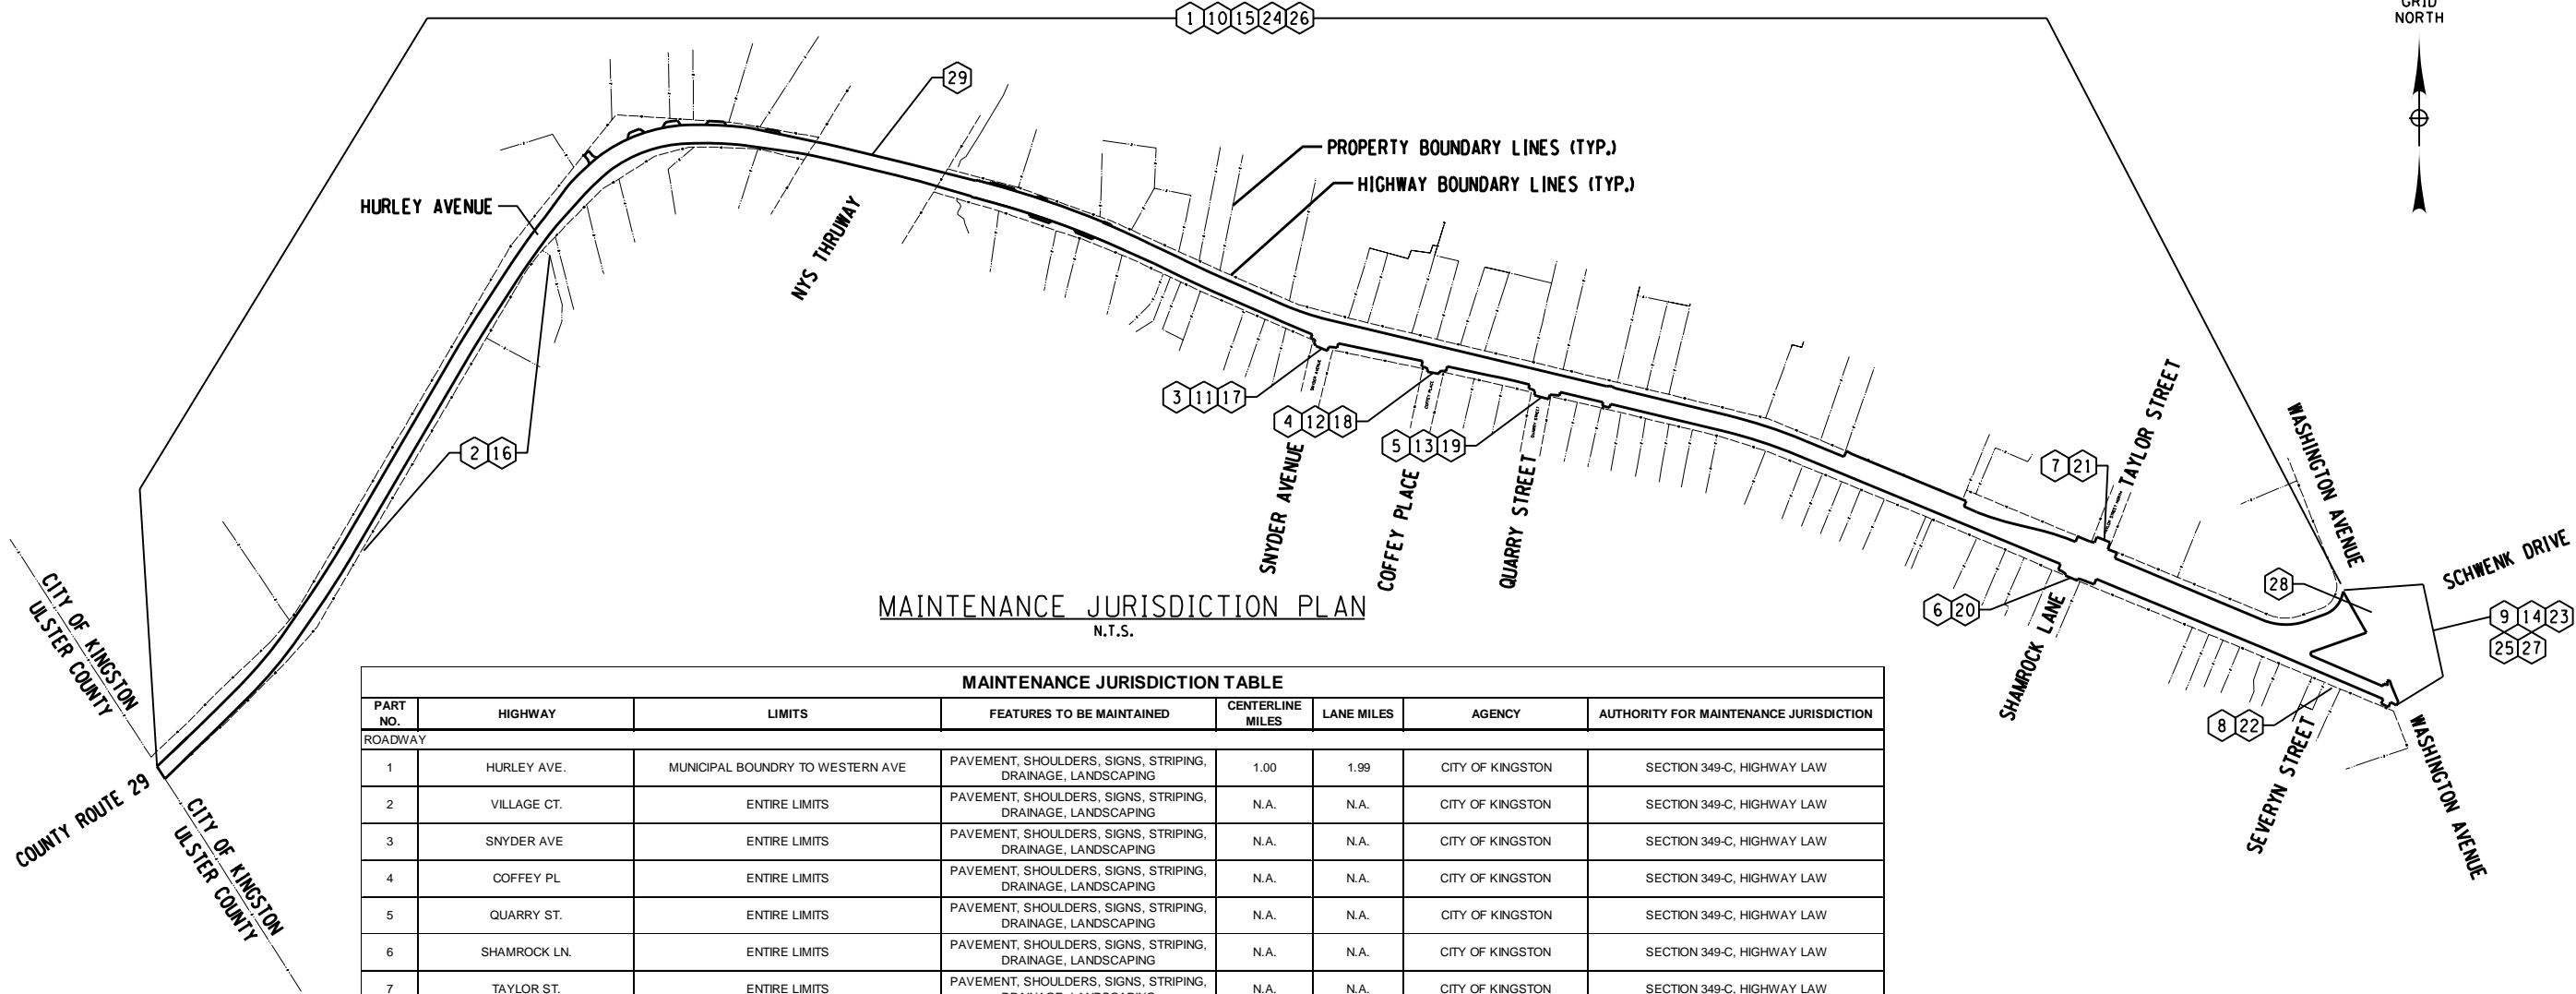 1 10 15 24 26
GRID
NORTH
29
PROPERTY BOUNDARY LINES (TYP.)
HIGHWAY BOUNDARY LINES (TYP.)
HURLEY AVENUE
NYS THRUWAY
3 11 17
4 12 18
5 13 19
2 16
SNYDER AVENUE
COFFEY PLACE
QUARRY STREET
SNYDER AVENUE
COFFEY PLACE
QUARRY STREET
7 21
TAYLOR STREET
WASHINGTON AVENUE
SCHWENK DRIVE
28
9 14 23
25 27
6 20
SHAMROCK LANE
8 22
SEVERYN STREET
WASHINGTON AVENUE
CITY OF KINGSTON
ULSTER COUNTY
COUNTY ROUTE 29
CITY OF KINGSTON
ULSTER COUNTY
MAINTENANCE JURISDICTION PLAN
N.T.S.
MAINTENANCE JURISDICTION TABLE
PART NO. HIGHWAY LIMITS FEATURES TO BE MAINTAINED CENTERLINE MILES LANE MILES AGENCY AUTHORITY FOR MAINTENANCE JURISDICTION
ROADWAY
1 HURLEY AVE. MUNICIPAL BOUNDRY TO WESTERN AVE PAVEMENT, SHOULDERS, SIGNS, STRIPING, DRAINAGE, LANDSCAPING 1.00 1.99 CITY OF KINGSTON SECTION 349-C, HIGHWAY LAW
2 VILLAGE CT. ENTIRE LIMITS PAVEMENT, SHOULDERS, SIGNS, STRIPING, DRAINAGE, LANDSCAPING N.A. N.A. CITY OF KINGSTON SECTION 349-C, HIGHWAY LAW
3 SNYDER AVE ENTIRE LIMITS PAVEMENT, SHOULDERS, SIGNS, STRIPING, DRAINAGE, LANDSCAPING N.A. N.A. CITY OF KINGSTON SECTION 349-C, HIGHWAY LAW
4 COFFEY PL ENTIRE LIMITS PAVEMENT, SHOULDERS, SIGNS, STRIPING, DRAINAGE, LANDSCAPING N.A. N.A. CITY OF KINGSTON SECTION 349-C, HIGHWAY LAW
5 QUARRY ST. ENTIRE LIMITS PAVEMENT, SHOULDERS, SIGNS, STRIPING, DRAINAGE, LANDSCAPING N.A. N.A. CITY OF KINGSTON SECTION 349-C, HIGHWAY LAW
6 SHAMROCK LN. ENTIRE LIMITS PAVEMENT, SHOULDERS, SIGNS, STRIPING, DRAINAGE, LANDSCAPING N.A. N.A. CITY OF KINGSTON SECTION 349-C, HIGHWAY LAW
7 TAYLOR ST. ENTIRE LIMITS PAVEMENT, SHOULDERS, SIGNS, STRIPING, N.A. N.A. CITY OF KINGSTON SECTION 349-C, HIGHWAY LAW